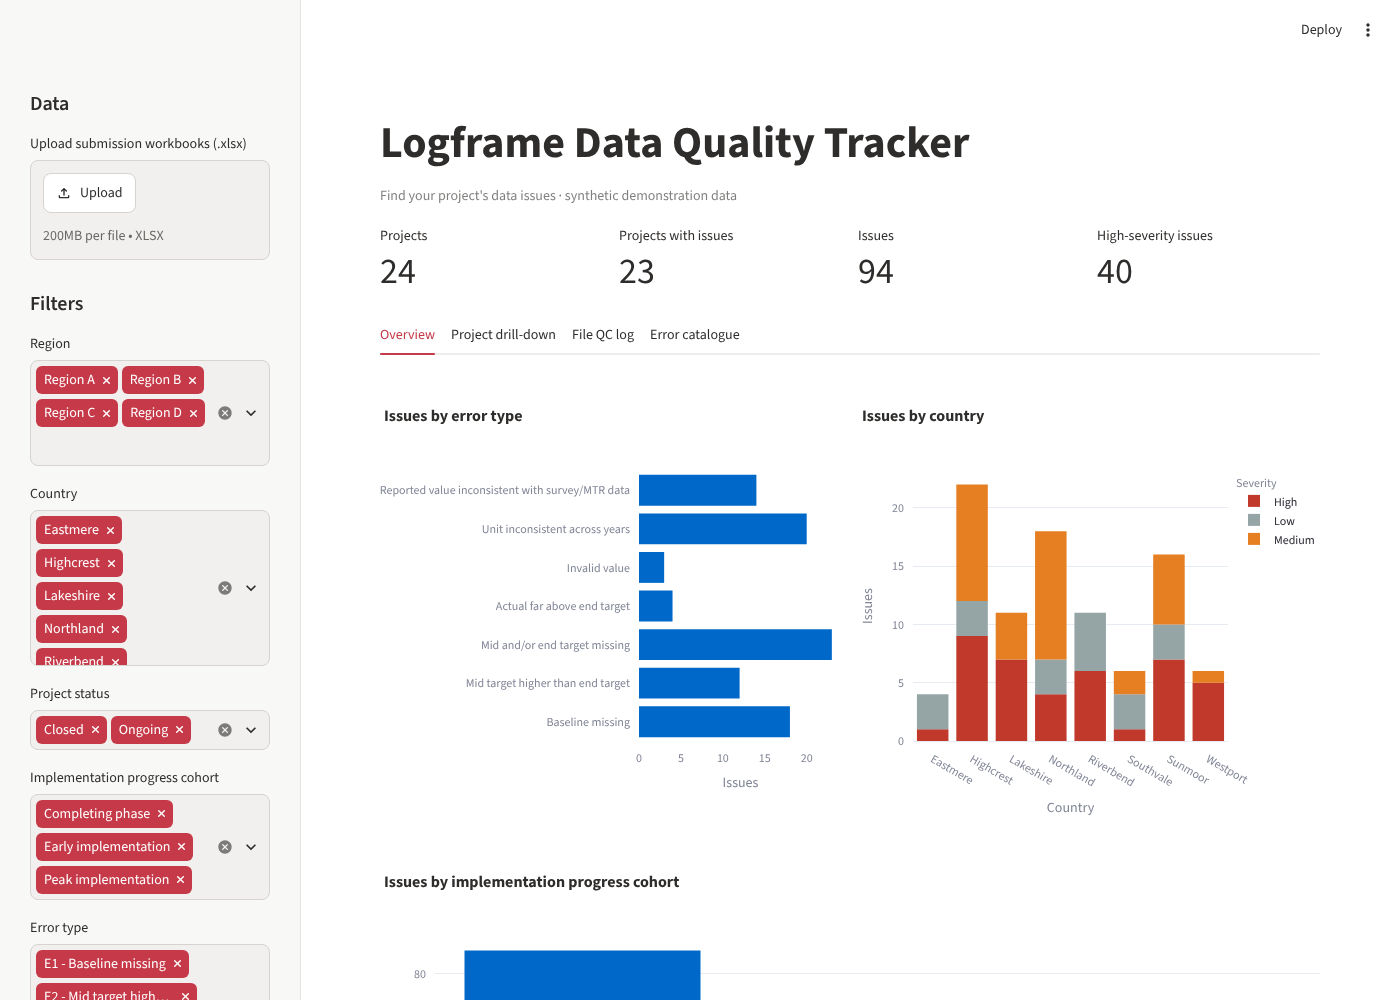 Deploy
Data
Upload submission workbooks (.xlsx)
Upload
200MB per file • XLSX
Filters
Region
Region A
Region B
Region C
Region D
Country
Eastmere
Highcrest
Lakeshire
Northland
Riverbend
Project status
Closed
Ongoing
Implementation progress cohort
Completing phase
Early implementation
Peak implementation
Error type
E1 - Baseline missing
E2 - Mid target high...
Logframe Data Quality Tracker
Find your project's data issues · synthetic demonstration data
Projects
24
Projects with issues
23
Issues
94
High-severity issues
40
Overview
Project drill-down
File QC log
Error catalogue
Issues by error type
Reported value inconsistent with survey/MTR data
Unit inconsistent across years
Invalid value
Actual far above end target
Mid and/or end target missing
Mid target higher than end target
Baseline missing
0 5 10 15 20
Issues
Issues by country
Severity
High
Low
Medium
20
15
10
5
0
Issues
Eastmere
Highcrest
Lakeshire
Northland
Riverbend
Southvale
Sunmoor
Westport
Country
Issues by implementation progress cohort
80